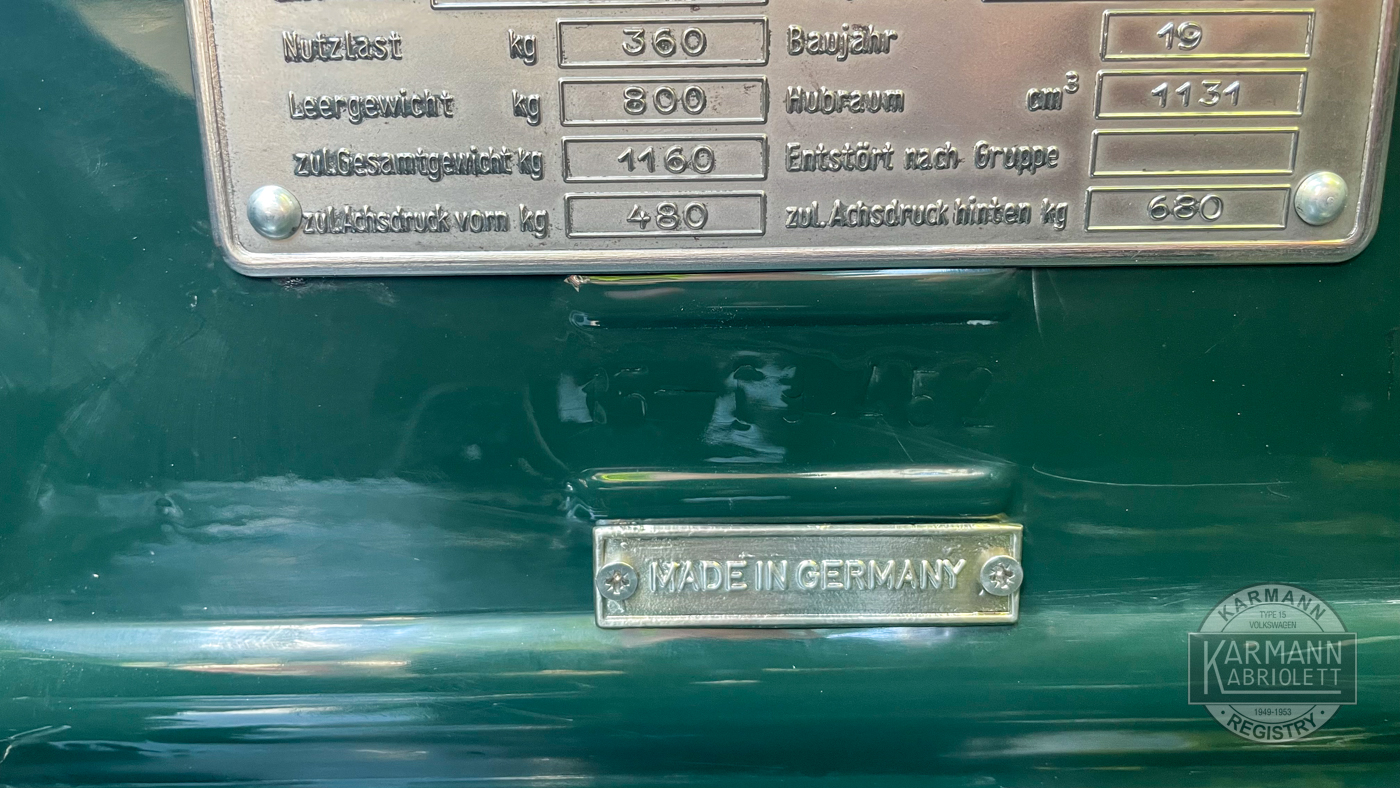 Nutzlast kg 360 Baujahr 19
Leergewicht kg 800 Hubraum cm³ 1131
zul.Gesamtgewicht kg 1160 Entstört nach Gruppe
zul.Achsdruck vorn kg 480 zul.Achsdruck hinten kg 680
MADE IN GERMANY
KARMANN
TYPE 15
VOLKSWAGEN
KARMANN
KABRIOLETT
1949-1953
REGISTRY